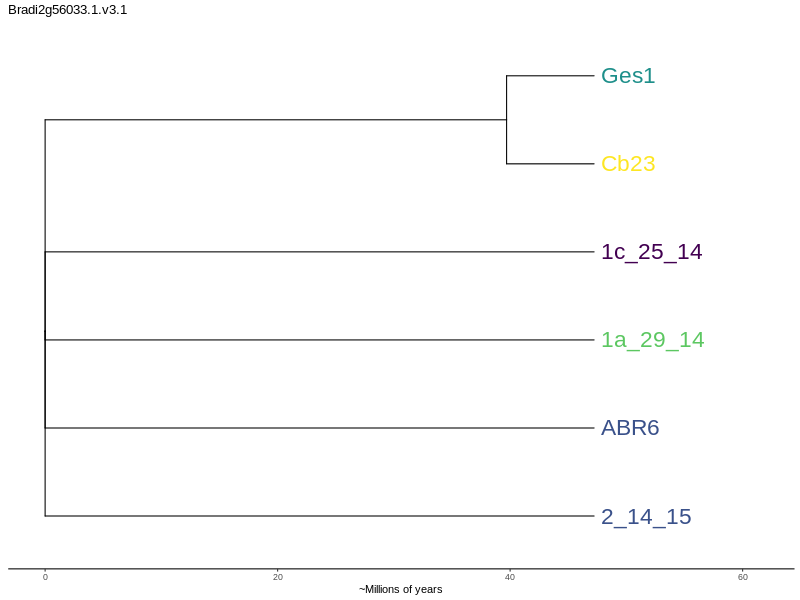 Bradi2g56033.1.v3.1
Ges1
Cb23
1c_25_14
1a_29_14
ABR6
2_14_15
0 20 40 60
~Millions of years